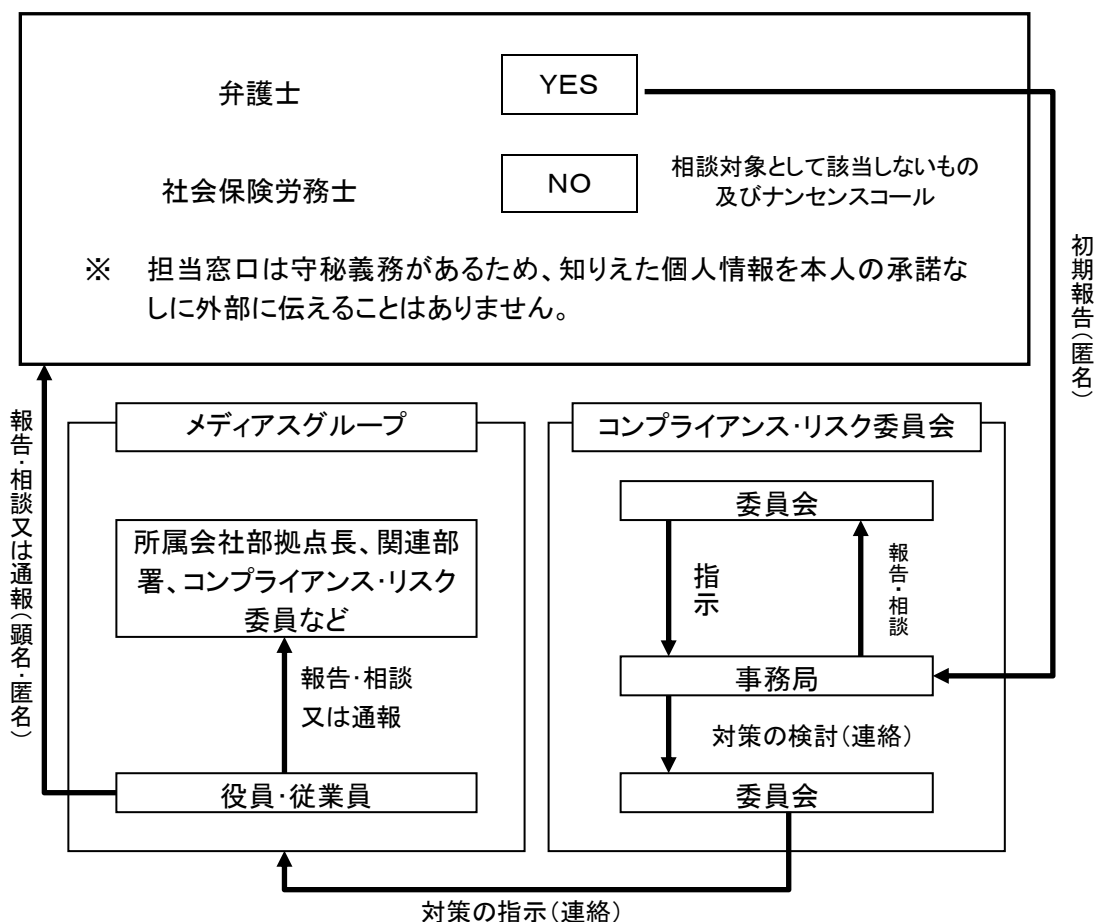 弁護士
YES
社会保険労務士
NO
相談対象として該当しないもの
及びナンセンスコール
※ 担当窓口は守秘義務があるため、知りえた個人情報を本人の承諾な
しに外部に伝えることはありません。
初期報告(匿名)
報告・相談又は通報(顕名・匿名)
メディアスグループ
所属会社部拠点長、関連部
署、コンプライアンス・リスク
委員など
報告・相談
又は通報
役員・従業員
コンプライアンス・リスク委員会
委員会
指示
報告・相談
事務局
対策の検討(連絡)
委員会
対策の指示(連絡)